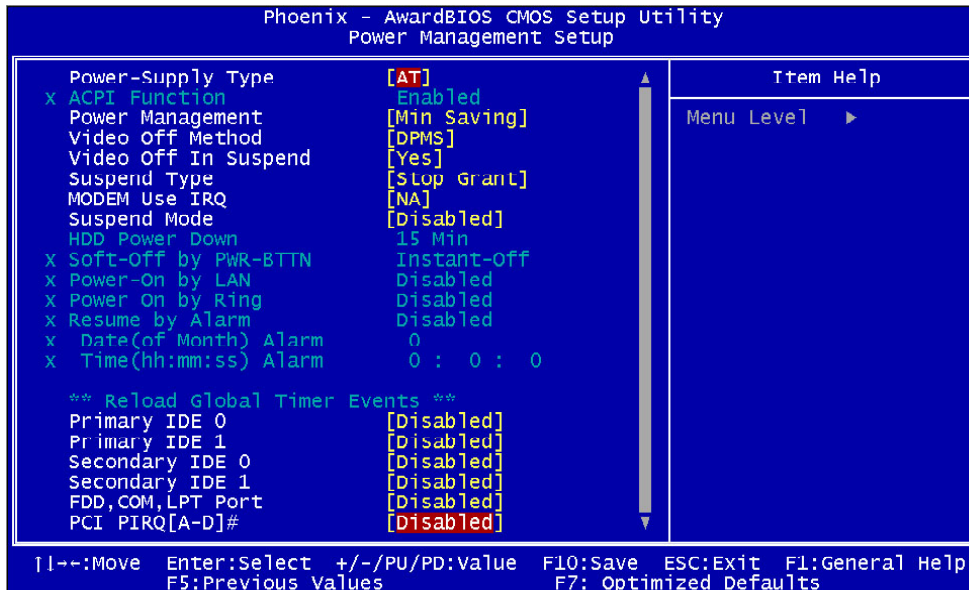 Phoenix - AwardBIOS CMOS Setup Utility
Power Management Setup
Power-Supply Type [AT]
x ACPI Function Enabled
Power Management [Min Saving]
Video Off Method [DPMS]
Video Off In Suspend [Yes]
Suspend Type [Stop Grant]
MODEM Use IRQ [NA]
Suspend Mode [Disabled]
HDD Power Down 15 Min
x Soft-Off by PWR-BTTN Instant-Off
x Power-On by LAN Disabled
x Power On by Ring Disabled
x Resume by Alarm Disabled
x Date(of Month) Alarm 0
x Time(hh:mm:ss) Alarm 0 : 0 : 0
** Reload Global Timer Events **
Primary IDE 0 [Disabled]
Primary IDE 1 [Disabled]
Secondary IDE 0 [Disabled]
Secondary IDE 1 [Disabled]
FDD,COM,LPT Port [Disabled]
PCI PIRQ[A-D]# [Disabled]
Item Help
Menu Level ►
↑↓→←:Move Enter:Select +/-/PU/PD:Value F10:Save ESC:Exit F1:General Help
F5:Previous Values F7: Optimized Defaults